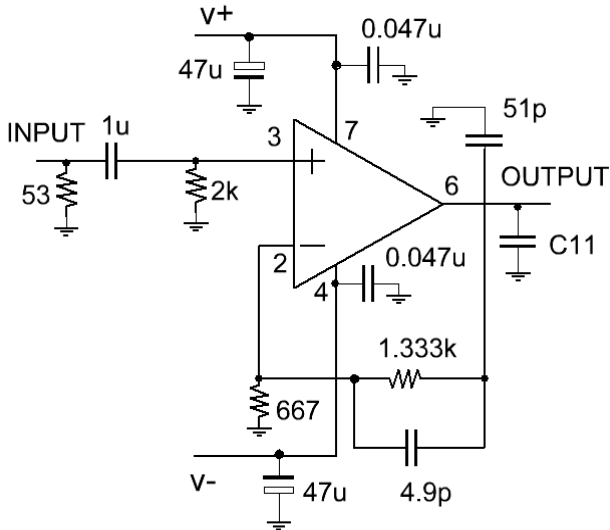 v+
0.047u
47u
51p
INPUT
1u
3
7
+
53
2k
6
OUTPUT
2
−
4
0.047u
C11
1.333k
667
v-
47u
4.9p